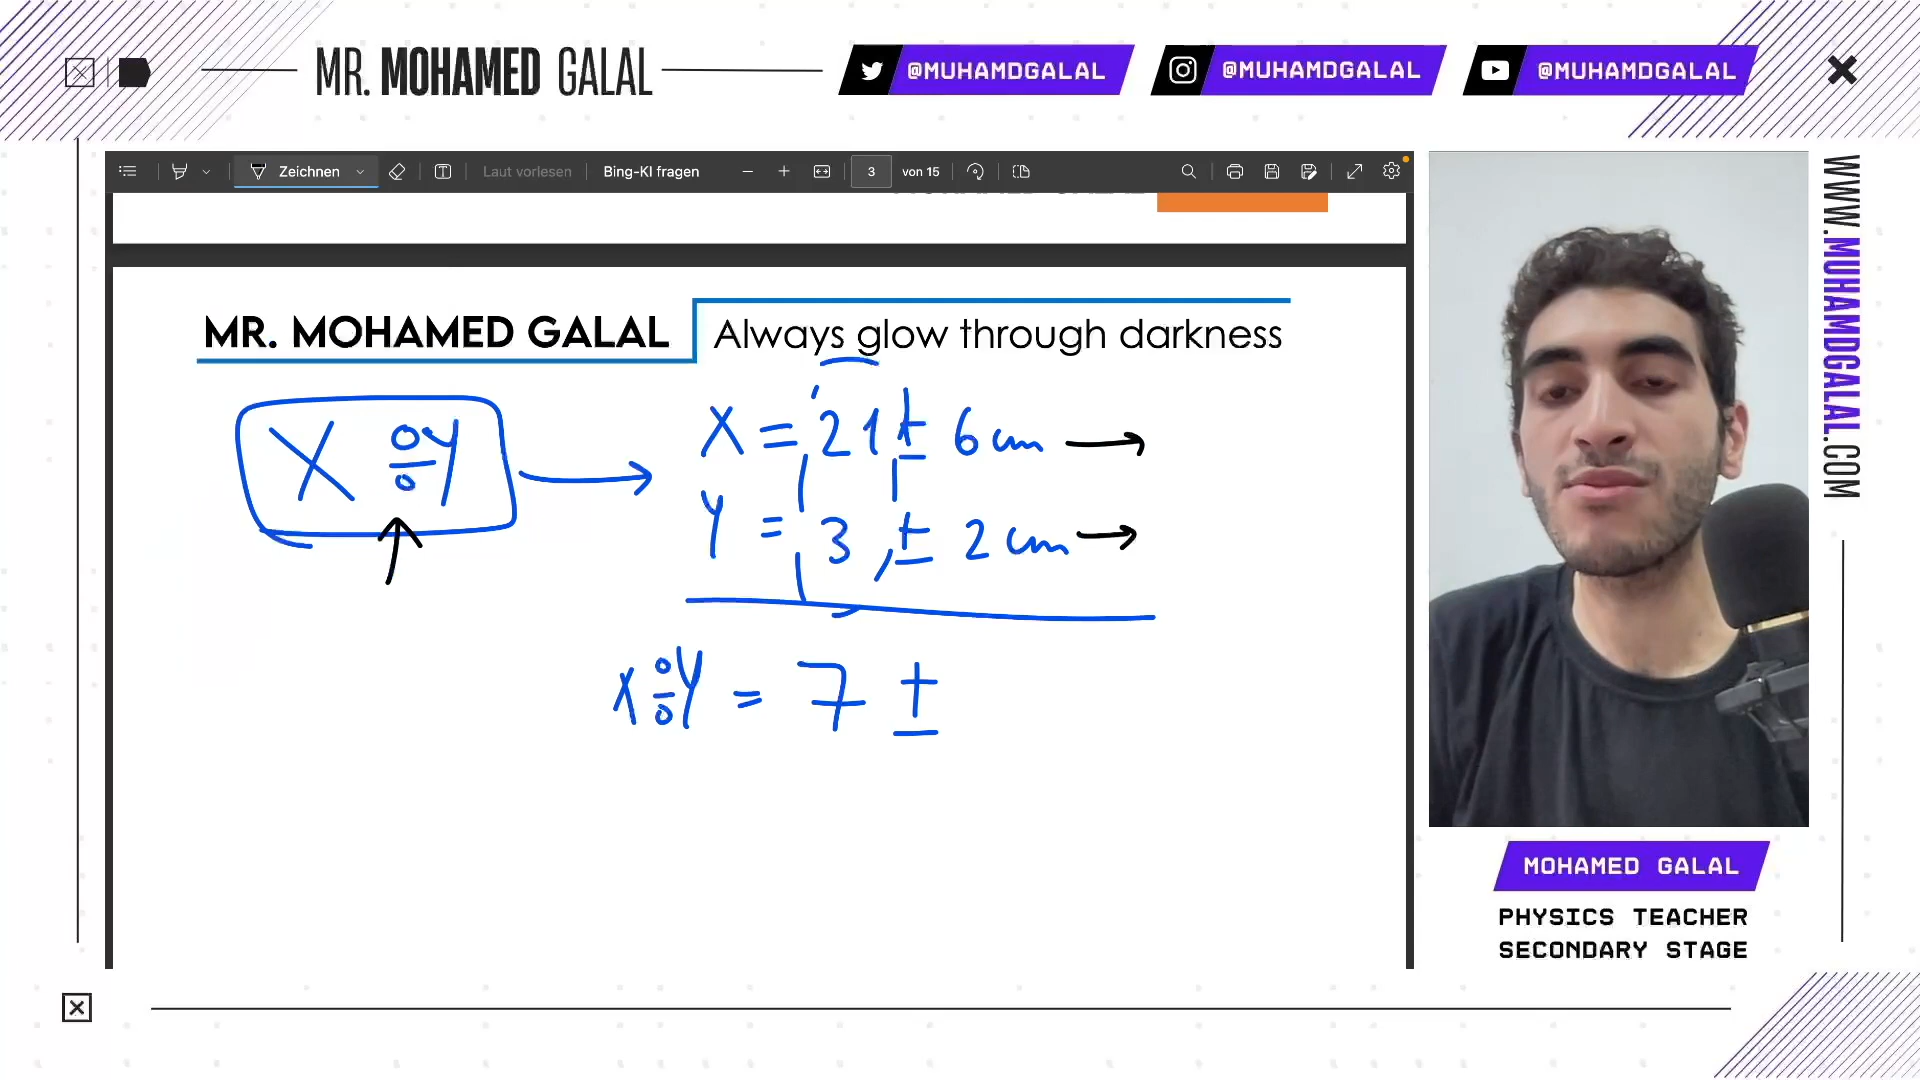 MR. MOHAMED GALAL
@MUHAMDGALAL
@MUHAMDGALAL
@MUHAMDGALAL
Zeichnen
Laut vorlesen
Bing-KI fragen
3 von 15
MR. MOHAMED GALAL
Always glow through darkness
X ÷ Y
X = 21 ± 6 cm
Y = 3 ± 2 cm
X ÷ Y = 7 ±
WWW.MUHAMDGALAL.COM
MOHAMED GALAL
PHYSICS TEACHER
SECONDARY STAGE